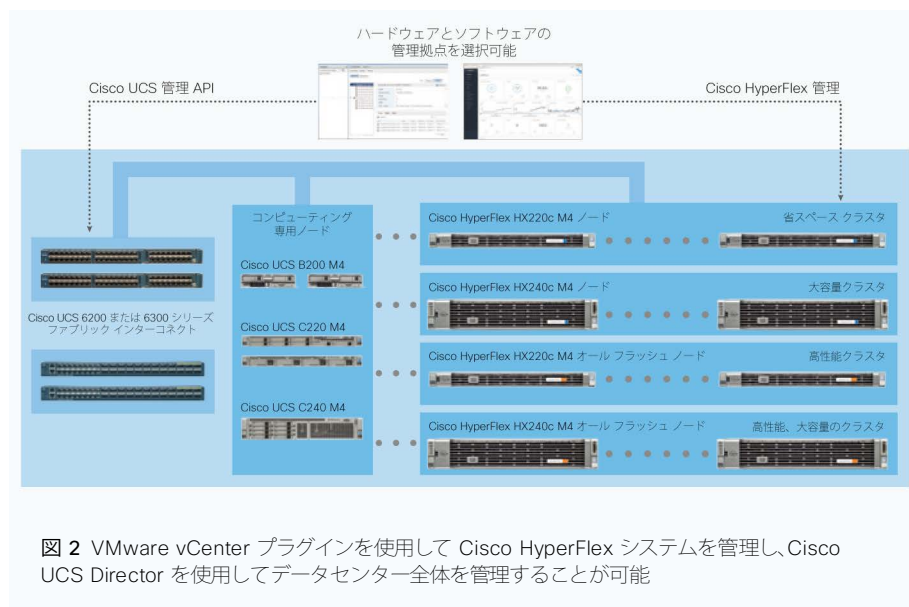 ハードウェアとソフトウェアの
管理拠点を選択可能
Cisco UCS 管理 API
Cisco HyperFlex 管理
コンピューティング
専用ノード
Cisco UCS B200 M4
Cisco UCS C220 M4
Cisco UCS C240 M4
Cisco UCS 6200 または 6300 シリーズ
ファブリック インターコネクト
Cisco HyperFlex HX220c M4 ノード
省スペース クラスタ
Cisco HyperFlex HX240c M4 ノード
大容量クラスタ
Cisco HyperFlex HX220c M4 オール フラッシュ ノード
高性能クラスタ
Cisco HyperFlex HX240c M4 オール フラッシュ ノード
高性能、大容量のクラスタ
図 2 VMware vCenter プラグインを使用して Cisco HyperFlex システムを管理し、Cisco
UCS Director を使用してデータセンター全体を管理することが可能